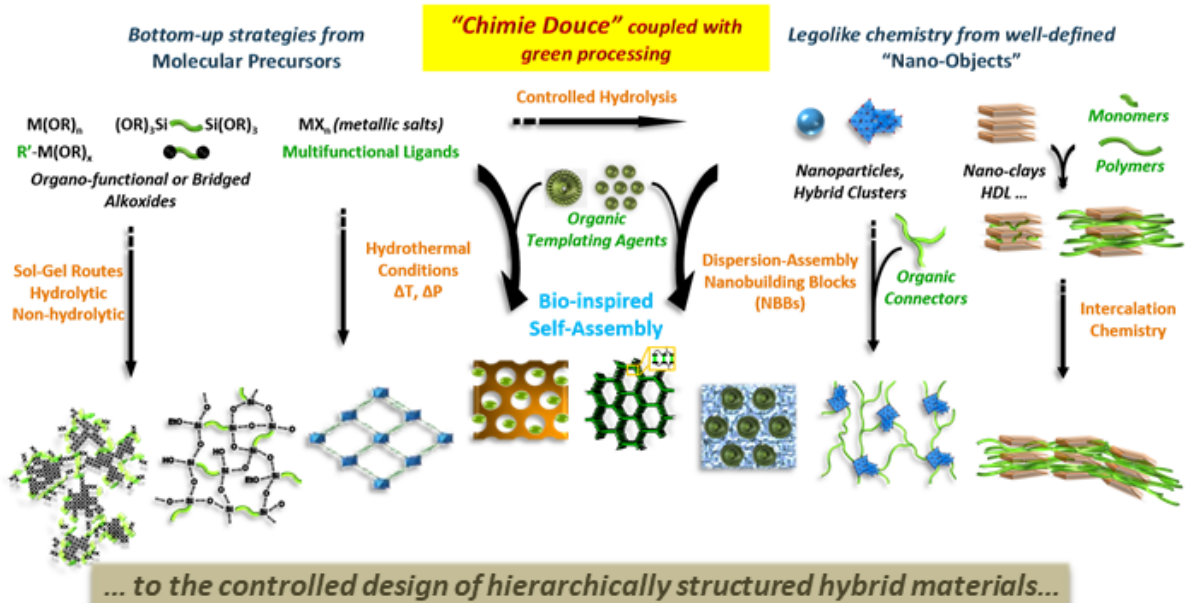 Bottom-up strategies from
Molecular Precursors
“Chimie Douce” coupled with
green processing
Legolike chemistry from well-defined
“Nano-Objects”
M(OR)n
(OR)3Si
Si(OR)3
R’-M(OR)x
Organo-functional or Bridged
Alkoxides
MXn (metallic salts)
Multifunctional Ligands
Controlled Hydrolysis
Organic
Templating Agents
Nanoparticles,
Hybrid Clusters
Nano-clays
HDL ...
Monomers
Polymers
Sol-Gel Routes
Hydrolytic
Non-hydrolytic
Hydrothermal
Conditions
ΔT, ΔP
Bio-inspired
Self-Assembly
Dispersion-Assembly
Nanobuilding Blocks
(NBBs)
Organic
Connectors
Intercalation
Chemistry
... to the controlled design of hierarchically structured hybrid materials...